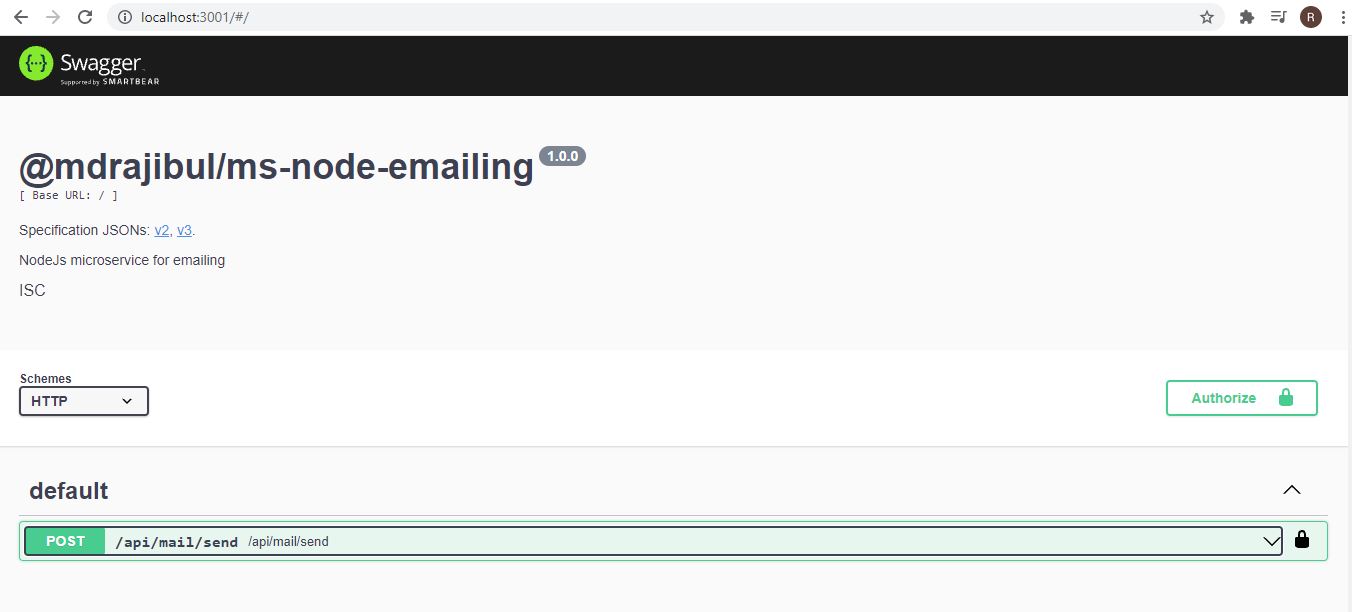 localhost:3001/#/
R
{··} Swagger
Supported by SMARTBEAR
@mdrajibul/ms-node-emailing 1.0.0
[ Base URL: / ]
Specification JSONs: v2, v3.
NodeJs microservice for emailing
ISC
Schemes
HTTP
Authorize
default
POST /api/mail/send /api/mail/send